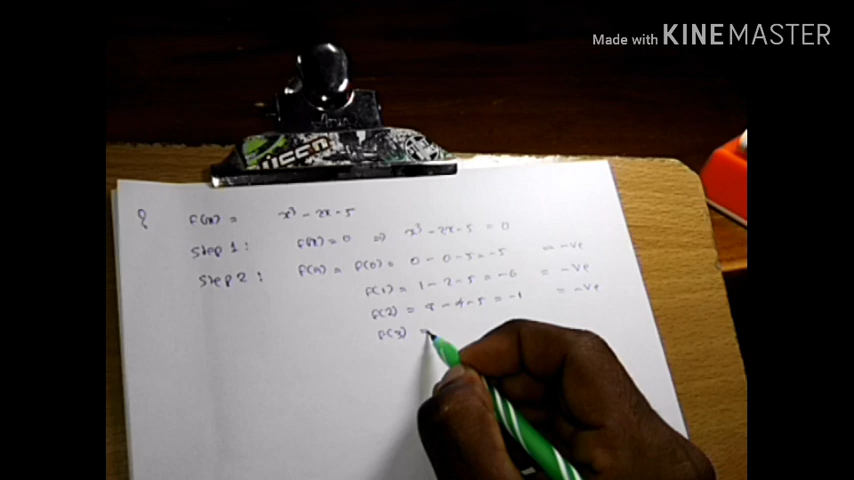 Made with KINEMASTER
ÜCCN
Q f(x) = x³ - 2x - 5
Step 1: f(x) = 0 ⇒ x³ - 2x - 5 = 0
Step 2: f(a) = f(0) = 0 - 0 - 5 = -5 = -ve
f(1) = 1 - 2 - 5 = -6 = -ve
f(2) = 8 - 4 - 5 = -1 = -ve
f(3) =